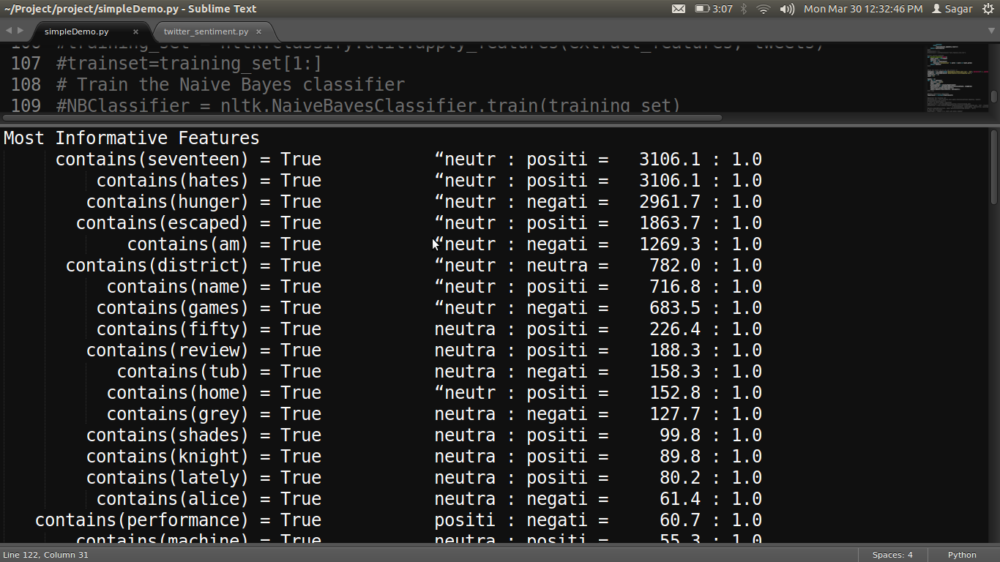 ~/Project/project/simpleDemo.py - Sublime Text
3:07
Mon Mar 30 12:32:46 PM
Sagar
simpleDemo.py ×
twitter_sentiment.py ×
106 #training_set = nltk.classify.util.apply_features(extract_features, tweets)
107 #trainset=training_set[1:]
108 # Train the Naive Bayes classifier
109 #NBClassifier = nltk.NaiveBayesClassifier.train(training_set)
Most Informative Features
contains(seventeen) = True “neutr : positi = 3106.1 : 1.0
contains(hates) = True “neutr : positi = 3106.1 : 1.0
contains(hunger) = True “neutr : negati = 2961.7 : 1.0
contains(escaped) = True “neutr : positi = 1863.7 : 1.0
contains(am) = True “neutr : negati = 1269.3 : 1.0
contains(district) = True “neutr : neutra = 782.0 : 1.0
contains(name) = True “neutr : positi = 716.8 : 1.0
contains(games) = True “neutr : negati = 683.5 : 1.0
contains(fifty) = True neutra : positi = 226.4 : 1.0
contains(review) = True neutra : positi = 188.3 : 1.0
contains(tub) = True neutra : negati = 158.3 : 1.0
contains(home) = True “neutr : positi = 152.8 : 1.0
contains(grey) = True neutra : negati = 127.7 : 1.0
contains(shades) = True neutra : positi = 99.8 : 1.0
contains(knight) = True neutra : positi = 89.8 : 1.0
contains(lately) = True neutra : positi = 80.2 : 1.0
contains(alice) = True neutra : negati = 61.4 : 1.0
contains(performance) = True positi : negati = 60.7 : 1.0
contains(machine) = True neutra : positi = 55.3 : 1.0
Line 122, Column 31
Spaces: 4
Python